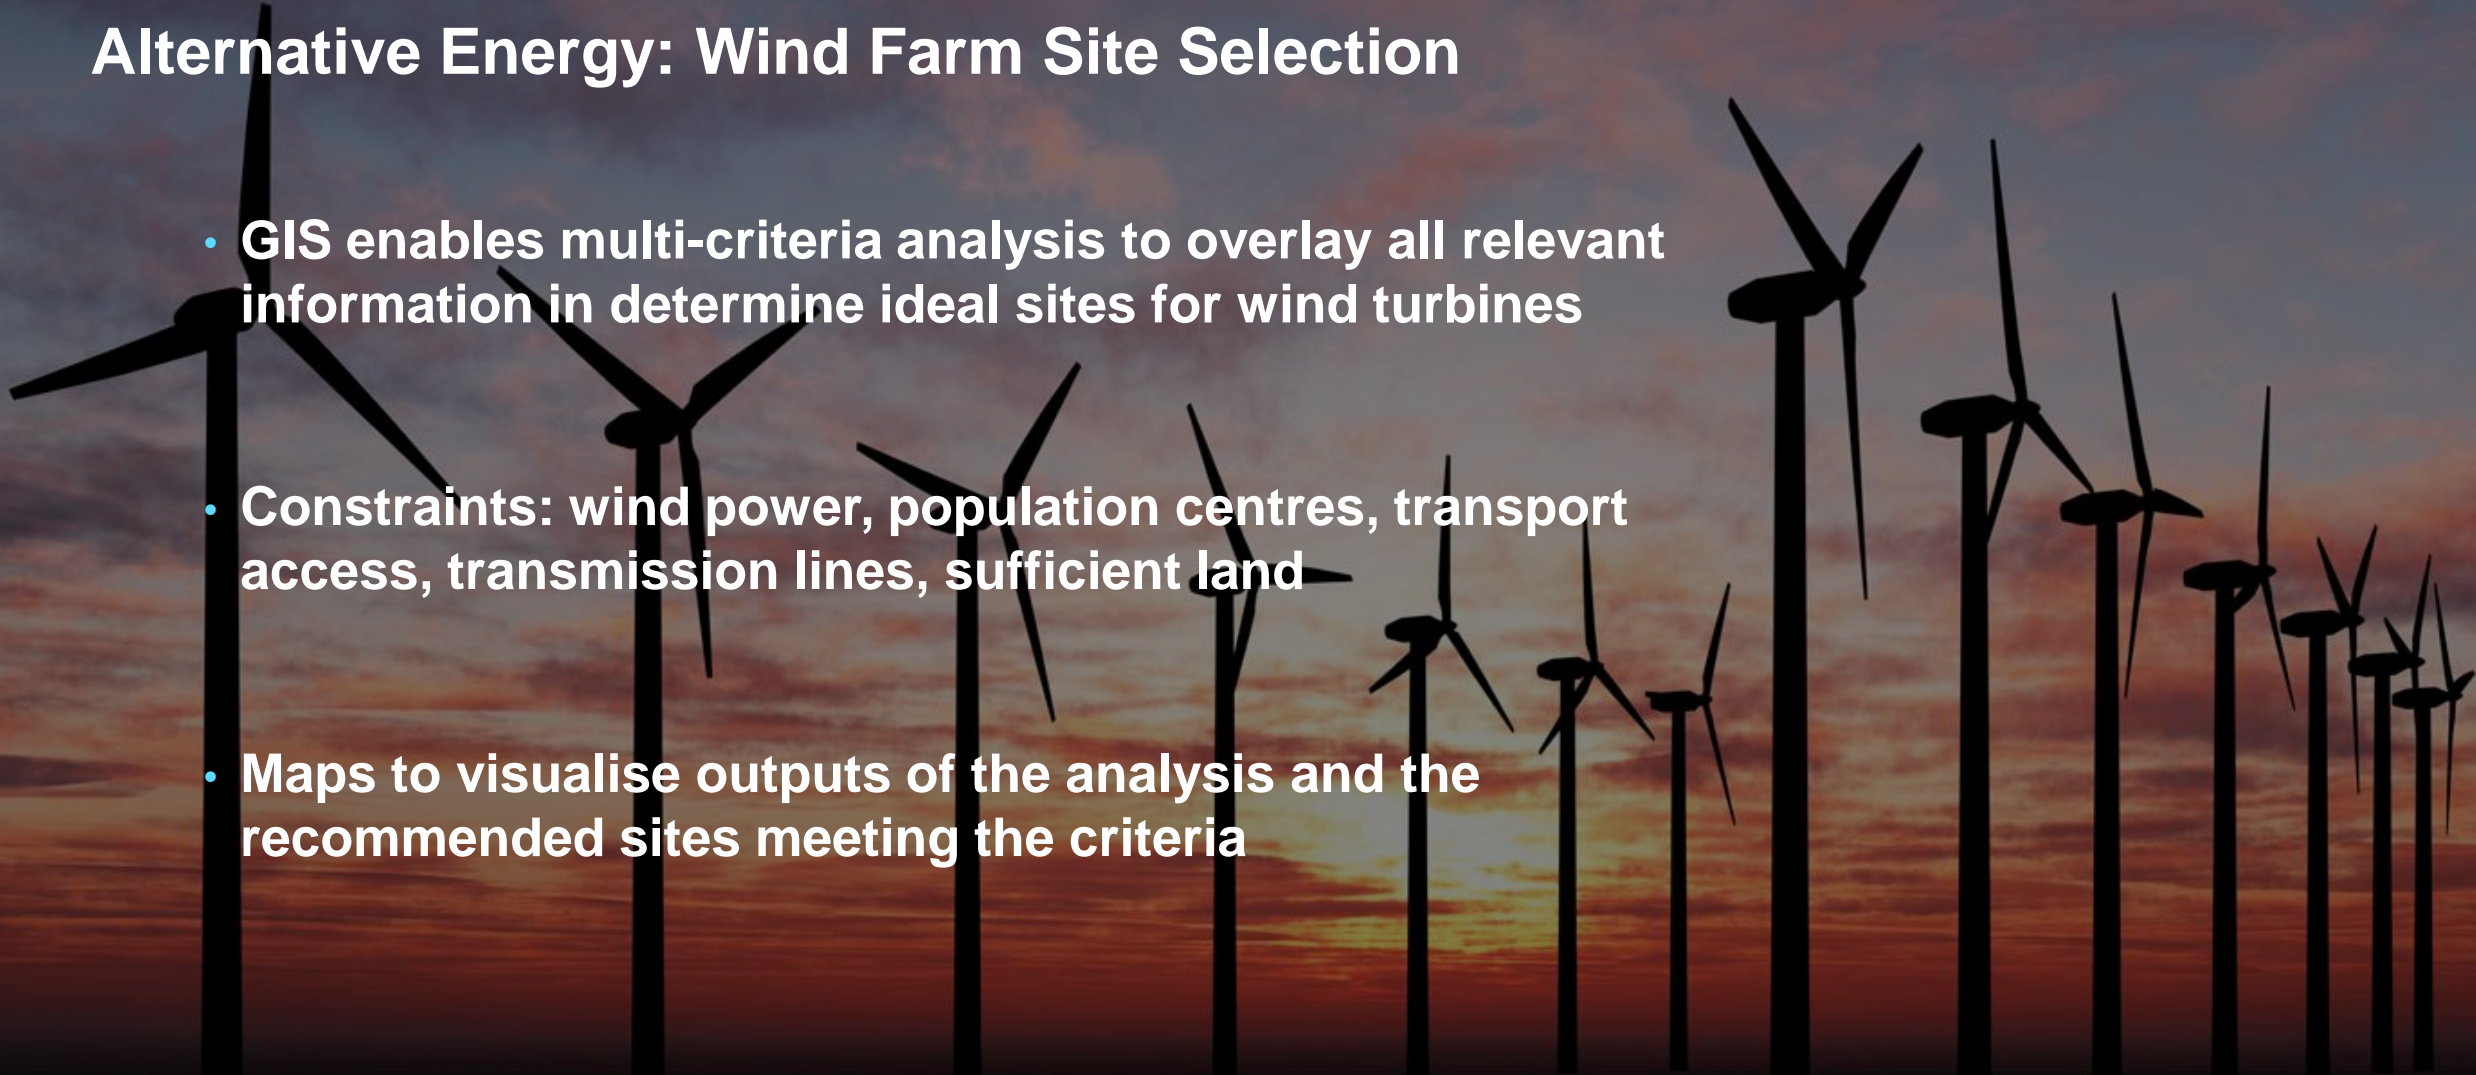 Alternative Energy: Wind Farm Site Selection
• GIS enables multi-criteria analysis to overlay all relevant
information in determine ideal sites for wind turbines
• Constraints: wind power, population centres, transport
access, transmission lines, sufficient land
• Maps to visualise outputs of the analysis and the
recommended sites meeting the criteria